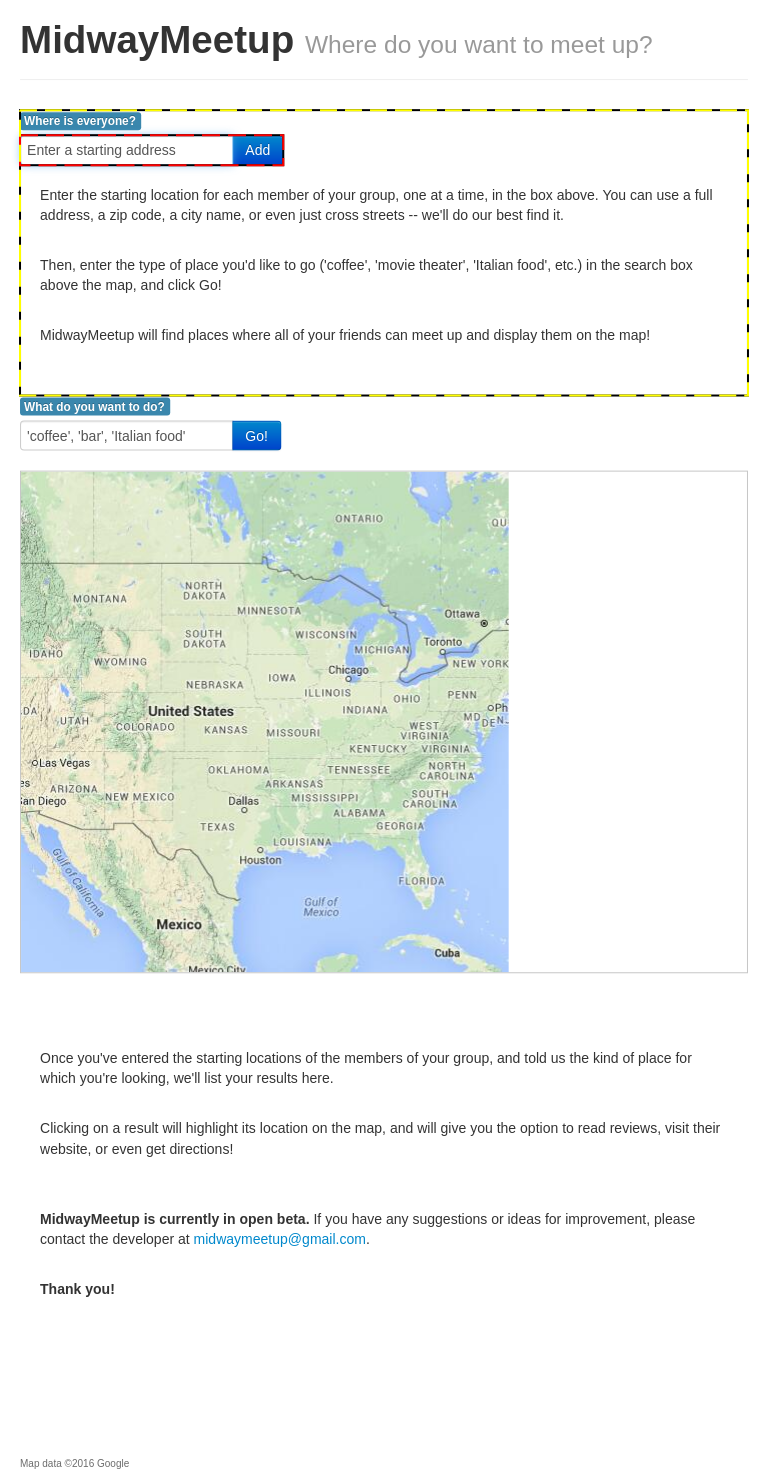 MidwayMeetup Where do you want to meet up?
Where is everyone?
Enter a starting address Add
Enter the starting location for each member of your group, one at a time, in the box above. You can use a full
address, a zip code, a city name, or even just cross streets -- we'll do our best find it.
Then, enter the type of place you'd like to go ('coffee', 'movie theater', 'Italian food', etc.) in the search box
above the map, and click Go!
MidwayMeetup will find places where all of your friends can meet up and display them on the map!
What do you want to do?
'coffee', 'bar', 'Italian food' Go!
ONTARIO
QU
NORTH
DAKOTA
MONTANA
MINNESOTA
Ottawa
SOUTH
DAKOTA
WISCONSIN
MICHIGAN
Toronto
IDAHO
WYOMING
NEW YORK
Chicago
IOWA
NEBRASKA
ILLINOIS
OHIO
PENN
INDIANA
United States
Ph
DA
UTAH
COLORADO
KANSAS
MISSOURI
WEST
VIRGINIA
MD
DE
N
KENTUCKY
VIRGINIA
Las Vegas
OKLAHOMA
TENNESSEE
NORTH
CAROLINA
es
ARIZONA
NEW MEXICO
ARKANSAS
San Diego
Dallas
MISSISSIPPI
SOUTH
CAROLINA
ALABAMA
TEXAS
GEORGIA
LOUISIANA
Houston
Gulf of California
FLORIDA
Gulf of
Mexico
Mexico
Cuba
Mexico City
Once you've entered the starting locations of the members of your group, and told us the kind of place for
which you're looking, we'll list your results here.
Clicking on a result will highlight its location on the map, and will give you the option to read reviews, visit their
website, or even get directions!
MidwayMeetup is currently in open beta. If you have any suggestions or ideas for improvement, please
contact the developer at midwaymeetup@gmail.com.
Thank you!
Map data ©2016 Google